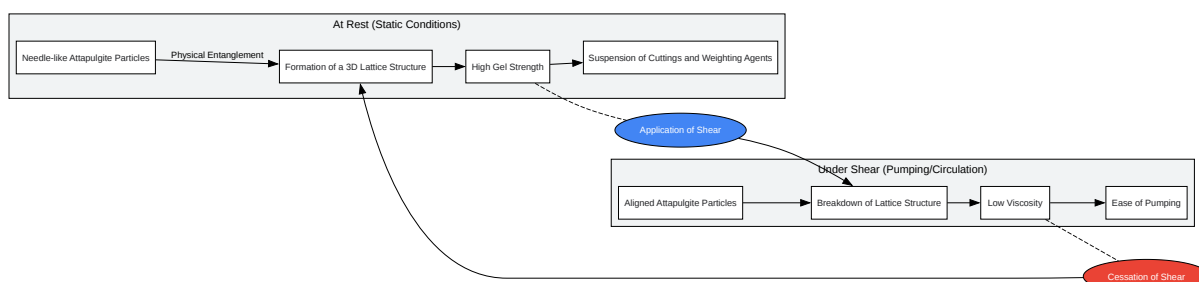 At Rest (Static Conditions)
Needle-like Attapulgite Particles
Physical Entanglement
Formation of a 3D Lattice Structure
High Gel Strength
Suspension of Cuttings and Weighting Agents
Application of Shear
Under Shear (Pumping/Circulation)
Aligned Attapulgite Particles
Breakdown of Lattice Structure
Low Viscosity
Ease of Pumping
Cessation of Shear